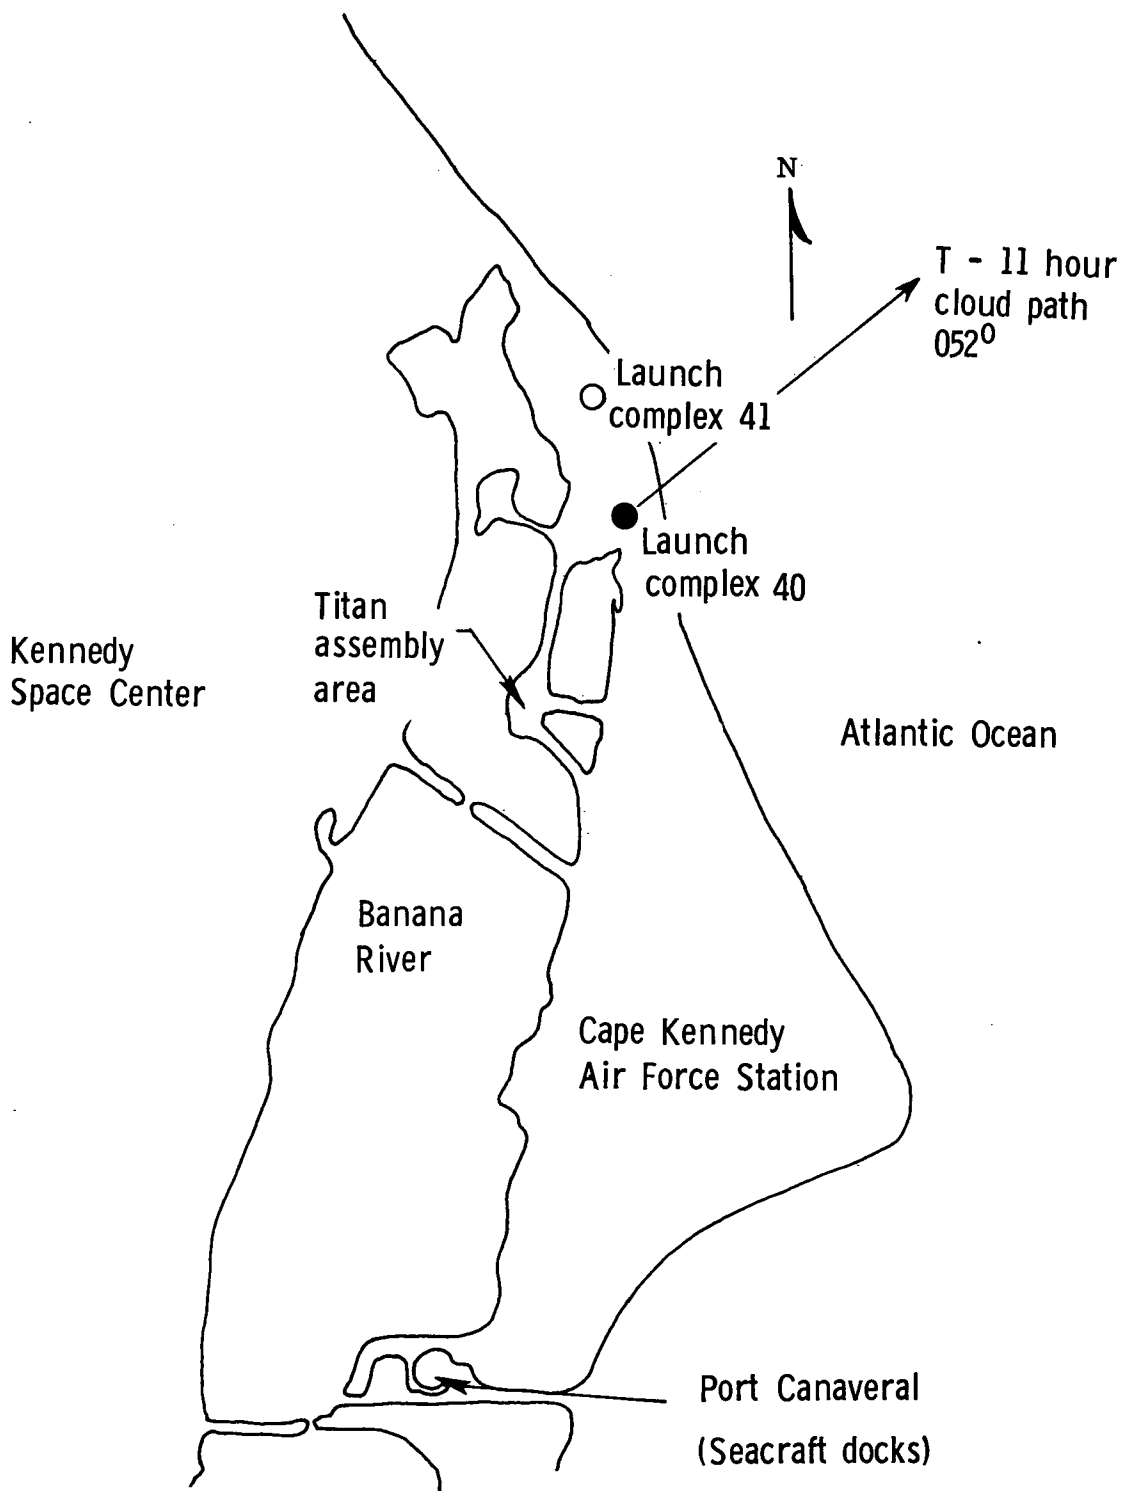 N
T - 11 hour
cloud path
052⁰
Launch
complex 41
Launch
complex 40
Titan
assembly
area
Kennedy
Space Center
Atlantic Ocean
Banana
River
Cape Kennedy
Air Force Station
Port Canaveral
(Seacraft docks)